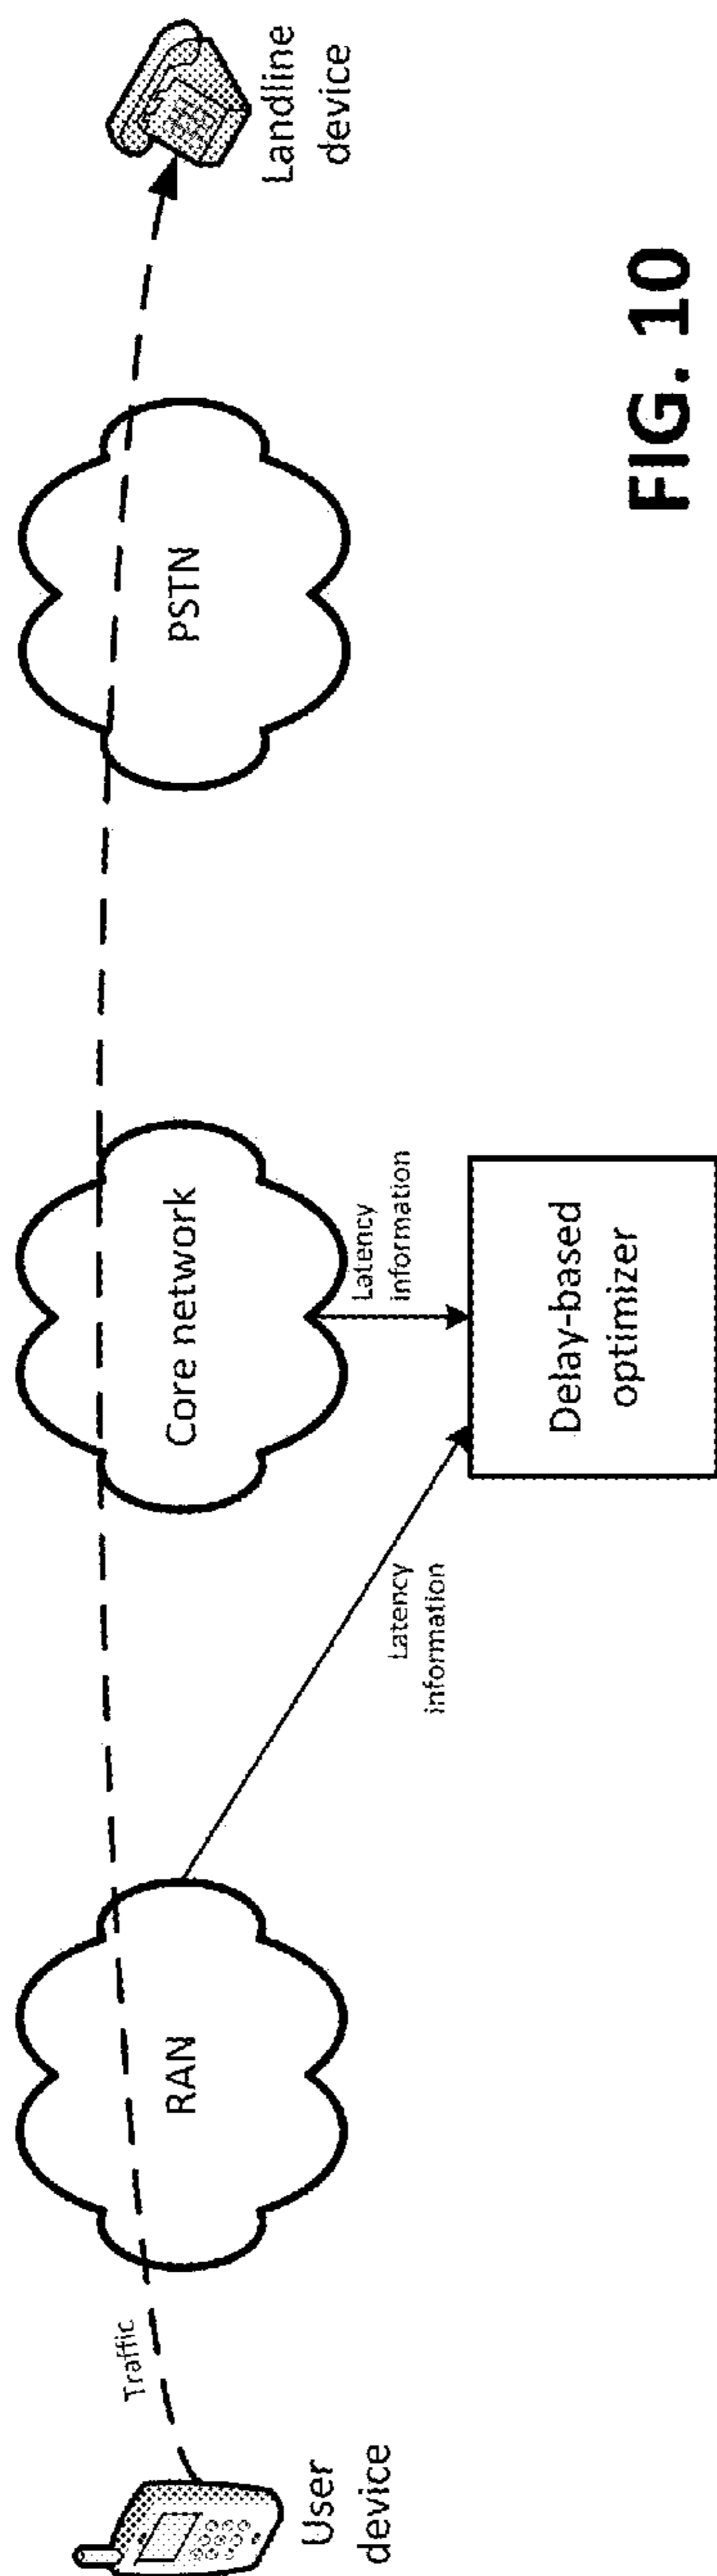 Traffic
User
device
RAN
Latency
information
Core network
Latency
information
Delay-based
optimizer
PSTN
Landline
device
FIG. 10